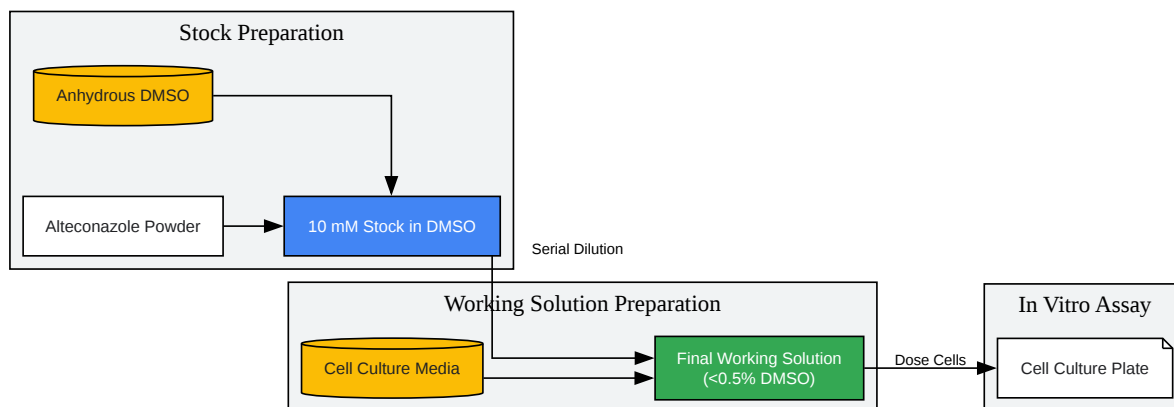 Stock Preparation
Anhydrous DMSO
Alteconazole Powder
10 mM Stock in DMSO
Serial Dilution
Working Solution Preparation
Cell Culture Media
Final Working Solution
(<0.5% DMSO)
Dose Cells
In Vitro Assay
Cell Culture Plate